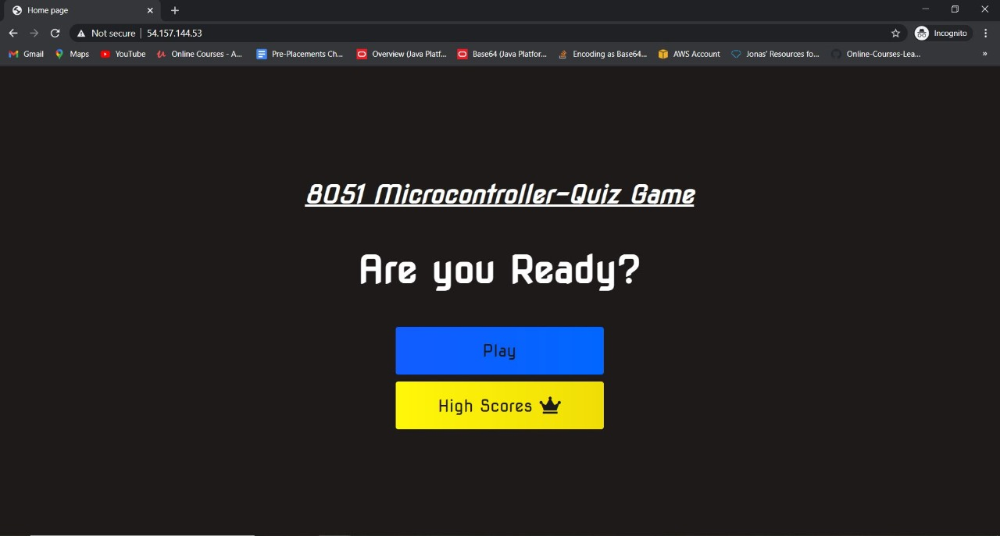 Home page
Not secure | 54.157.144.53 Incognito
Gmail Maps YouTube Online Courses - A... Pre-Placements Ch... Overview (Java Platf... Base64 (Java Platfor... Encoding as Base64... AWS Account Jonas' Resources fo... Online-Courses-Lea... »
8051 Microcontroller-Quiz Game
Are you Ready?
Play
High Scores